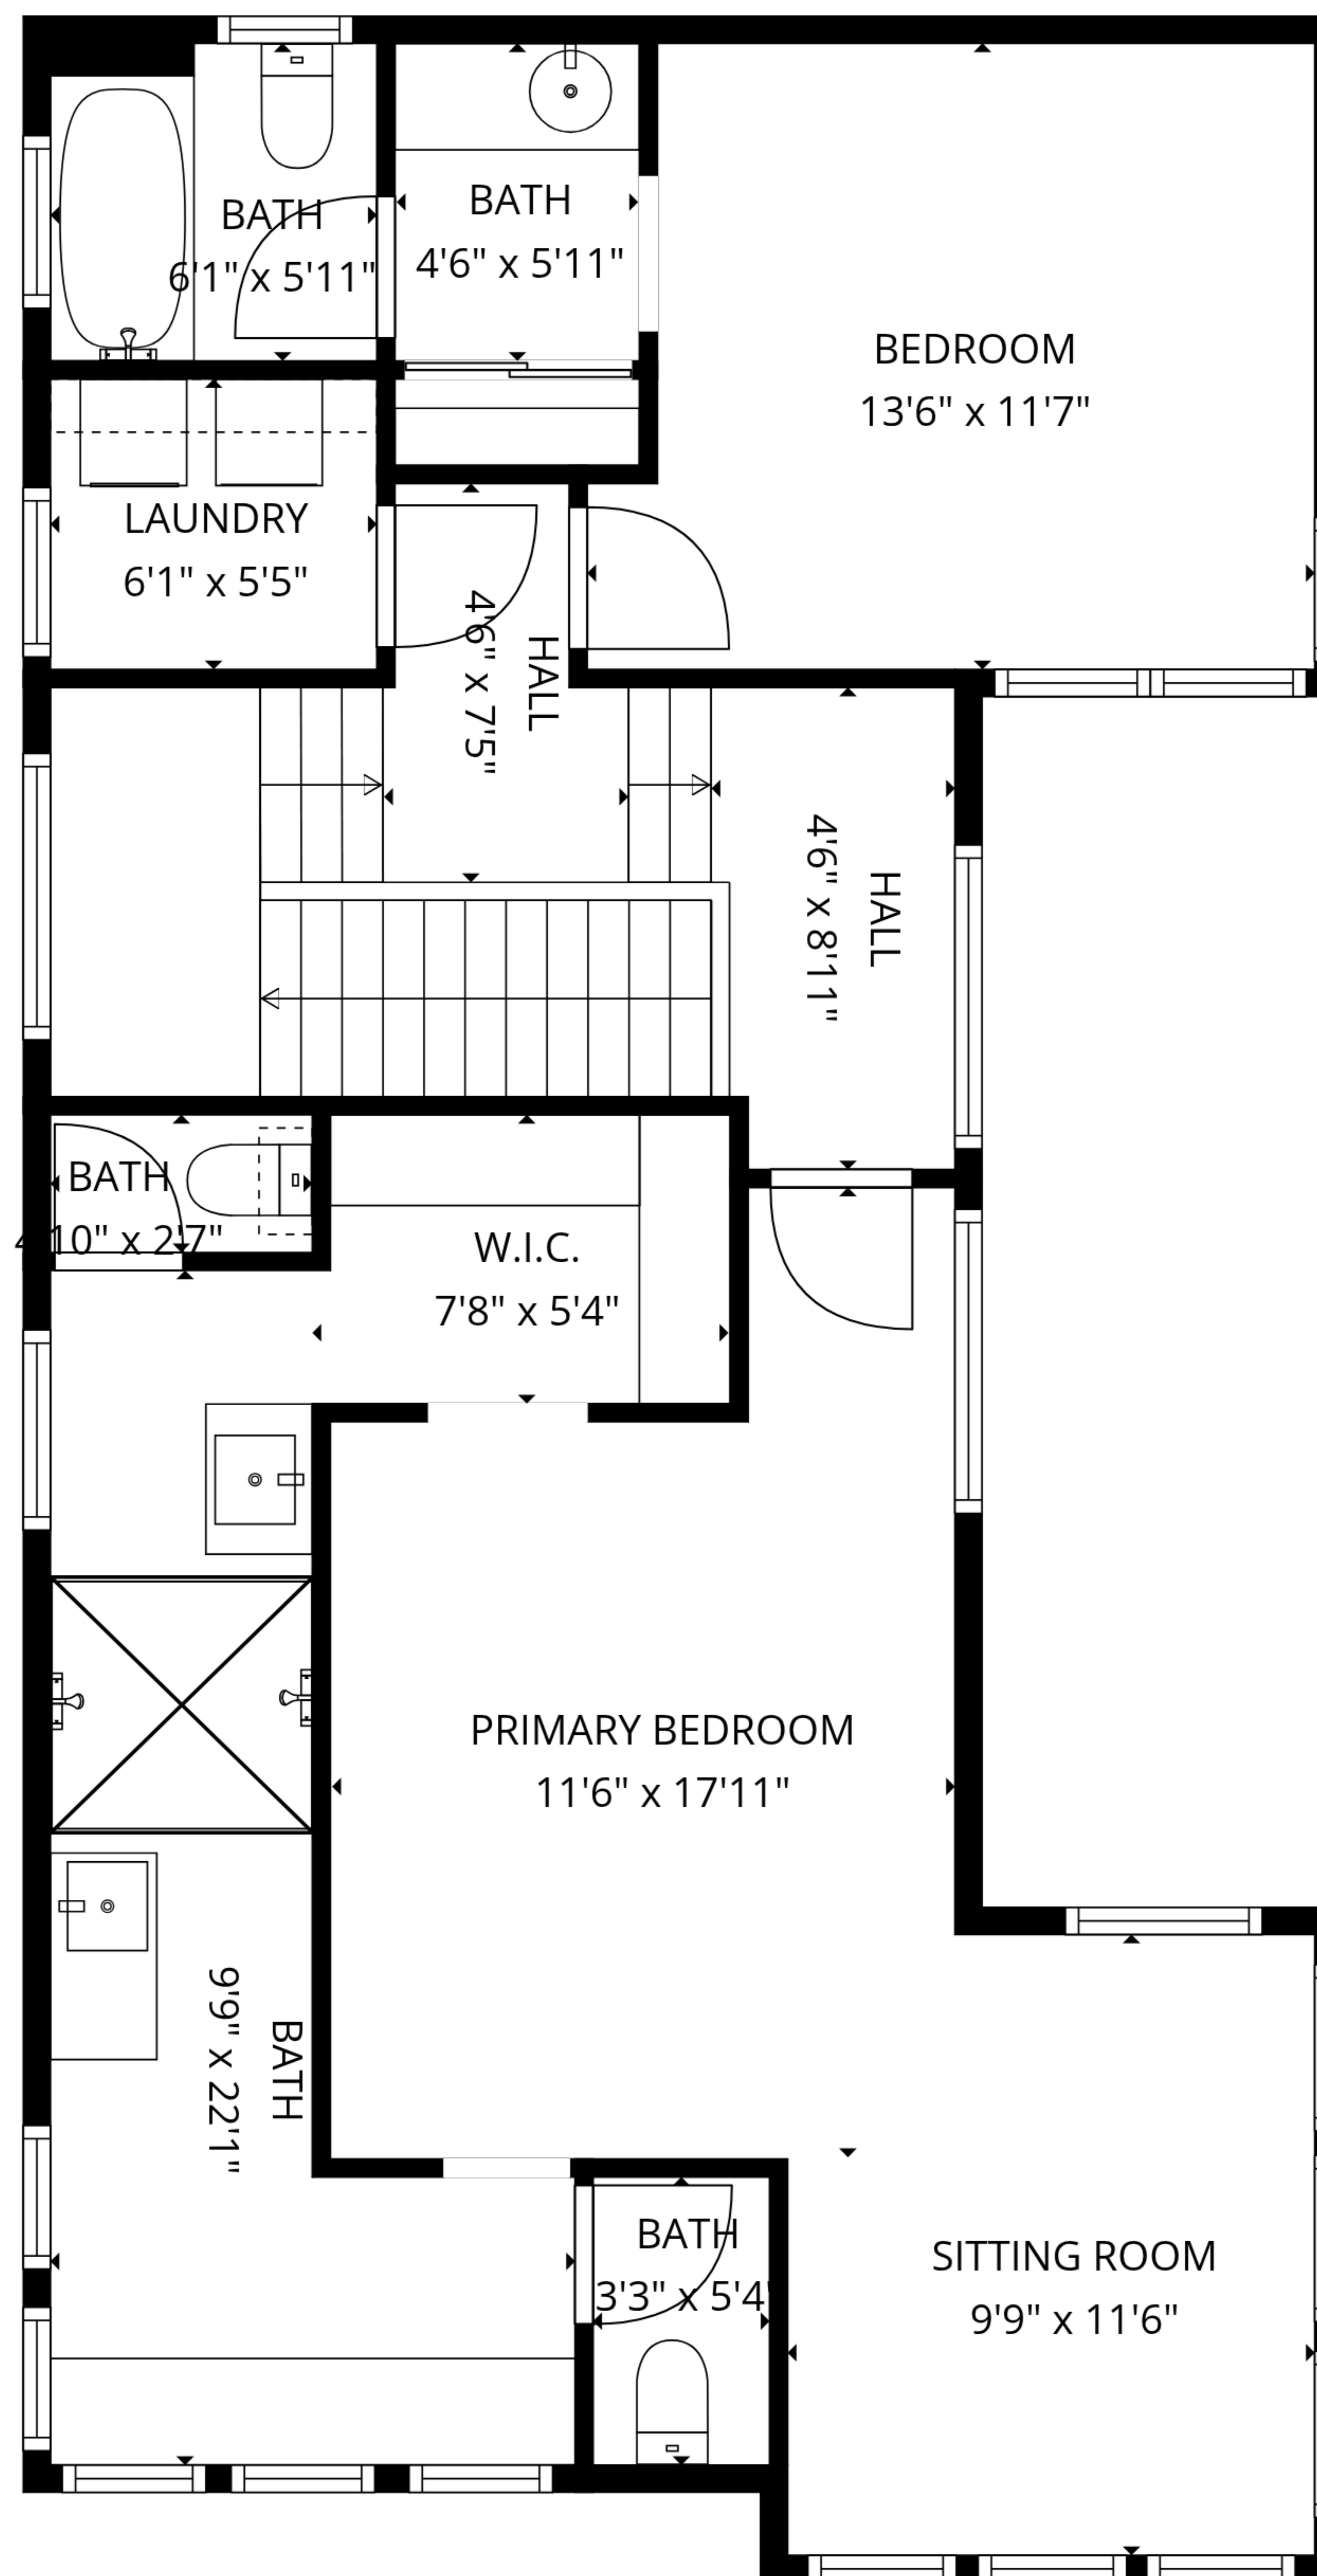 BATH
6'1" x 5'11"
BATH
4'6" x 5'11"
BEDROOM
13'6" x 11'7"
LAUNDRY
6'1" x 5'5"
HALL
4'6" x 7'5"
HALL
4'6" x 8'11"
BATH
4'10" x 2'7"
W.I.C.
7'8" x 5'4"
PRIMARY BEDROOM
11'6" x 17'11"
BATH
9'9" x 22'1"
BATH
3'3" x 5'4"
SITTING ROOM
9'9" x 11'6"